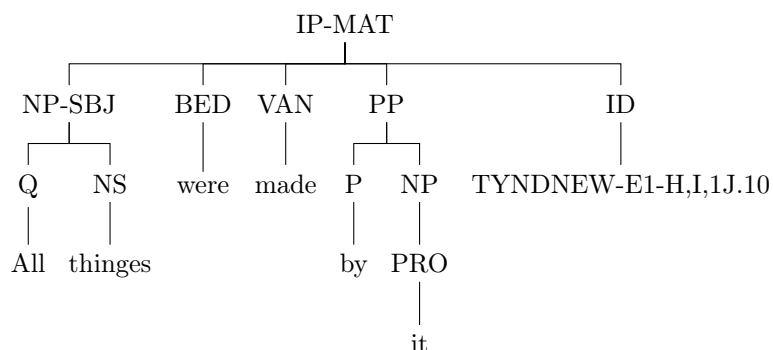 IP-MAT
NP-SBJ BED VAN PP ID
Q NS were made P NP TYNDNEW-E1-H,I,1J.10
All thinges by PRO
it